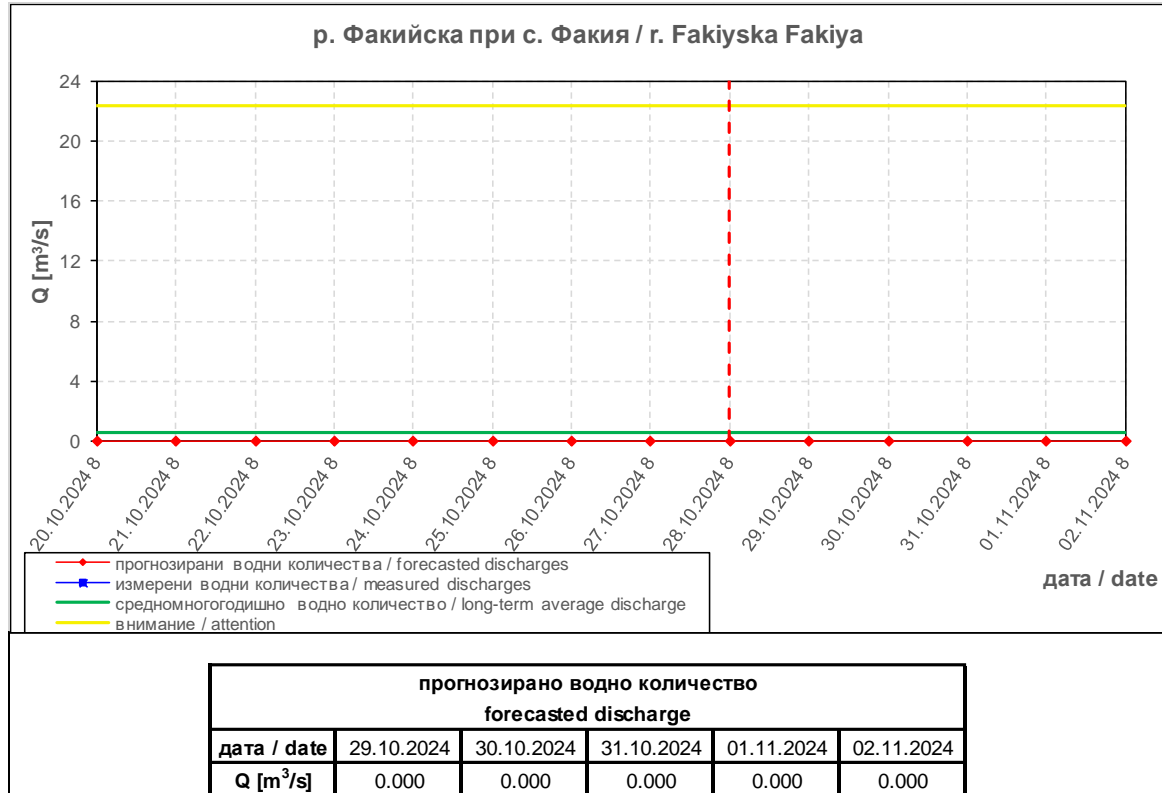 р. Факийска при с. Факия / r. Fakiyska Fakiya
Q [m³/s]
24
20
16
12
8
4
0
20.10.2024 8
21.10.2024 8
22.10.2024 8
23.10.2024 8
24.10.2024 8
25.10.2024 8
26.10.2024 8
27.10.2024 8
28.10.2024 8
29.10.2024 8
30.10.2024 8
31.10.2024 8
01.11.2024 8
02.11.2024 8
дата / date
прогнозирани водни количества / forecasted discharges
измерени водни количества / measured discharges
средномногогодишно водно количество / long-term average discharge
внимание / attention
прогнозирано водно количество
forecasted discharge
дата / date 29.10.2024 30.10.2024 31.10.2024 01.11.2024 02.11.2024
Q [m³/s] 0.000 0.000 0.000 0.000 0.000